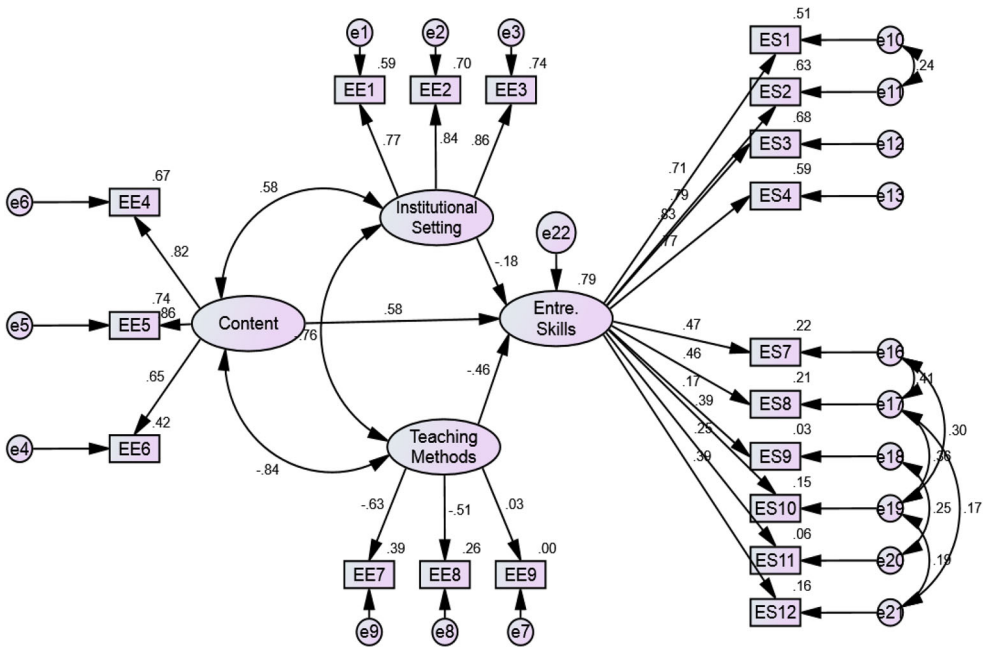 e1 e2 e3
.59 .70 .74
EE1 EE2 EE3
.77 .84 .86
.51
ES1 e10
.24
.63
ES2 e11
.68
ES3 e12
.59
ES4 e13
.71
.79
.83
.77
.67
e6 EE4
.82
.58
Institutional
Setting
e22
-.18
.79
Entre.
Skills
.74
.86
e5 EE5
Content
.58
.76
.65
.42
e4 EE6
-.46
Teaching
Methods
-.84
-.63 -.51 .03
.39 .26 .00
EE7 EE8 EE9
e9 e8 e7
.47
.46
.17
.39
.25
.39
.22
ES7 e16
.41
.21
ES8 e17
.30
.03
ES9 e18
.36
.15
ES10 e19
.25 .17
.06
ES11 e20
.19
.16
ES12 e21